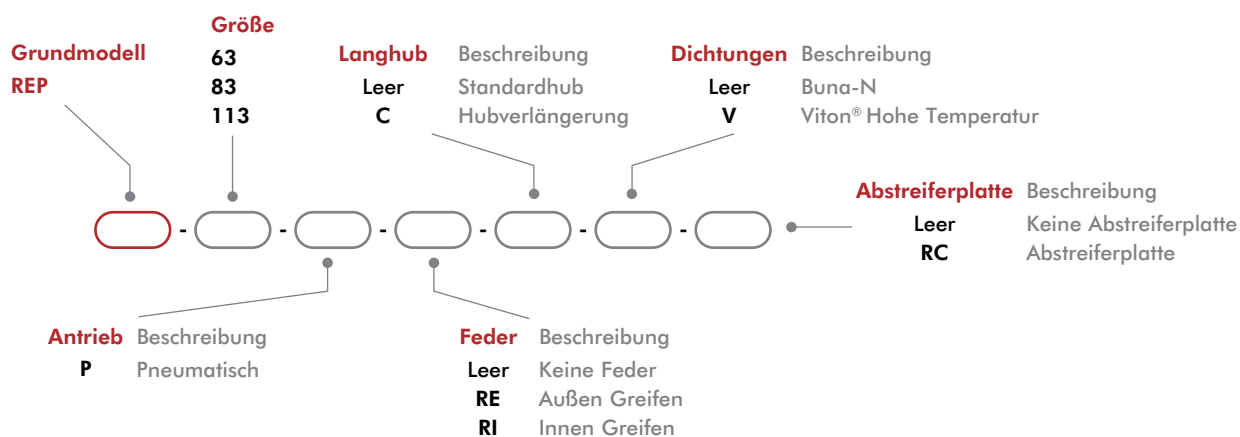 Größe
63
83
113
Grundmodell
REP
Langhub Beschreibung
Leer Standardhub
C Hubverlängerung
Dichtungen Beschreibung
Leer Buna-N
V Viton® Hohe Temperatur
- - - - - -
Abstreiferplatte Beschreibung
Leer Keine Abstreiferplatte
RC Abstreiferplatte
Antrieb Beschreibung
P Pneumatisch
Feder Beschreibung
Leer Keine Feder
RE Außen Greifen
RI Innen Greifen